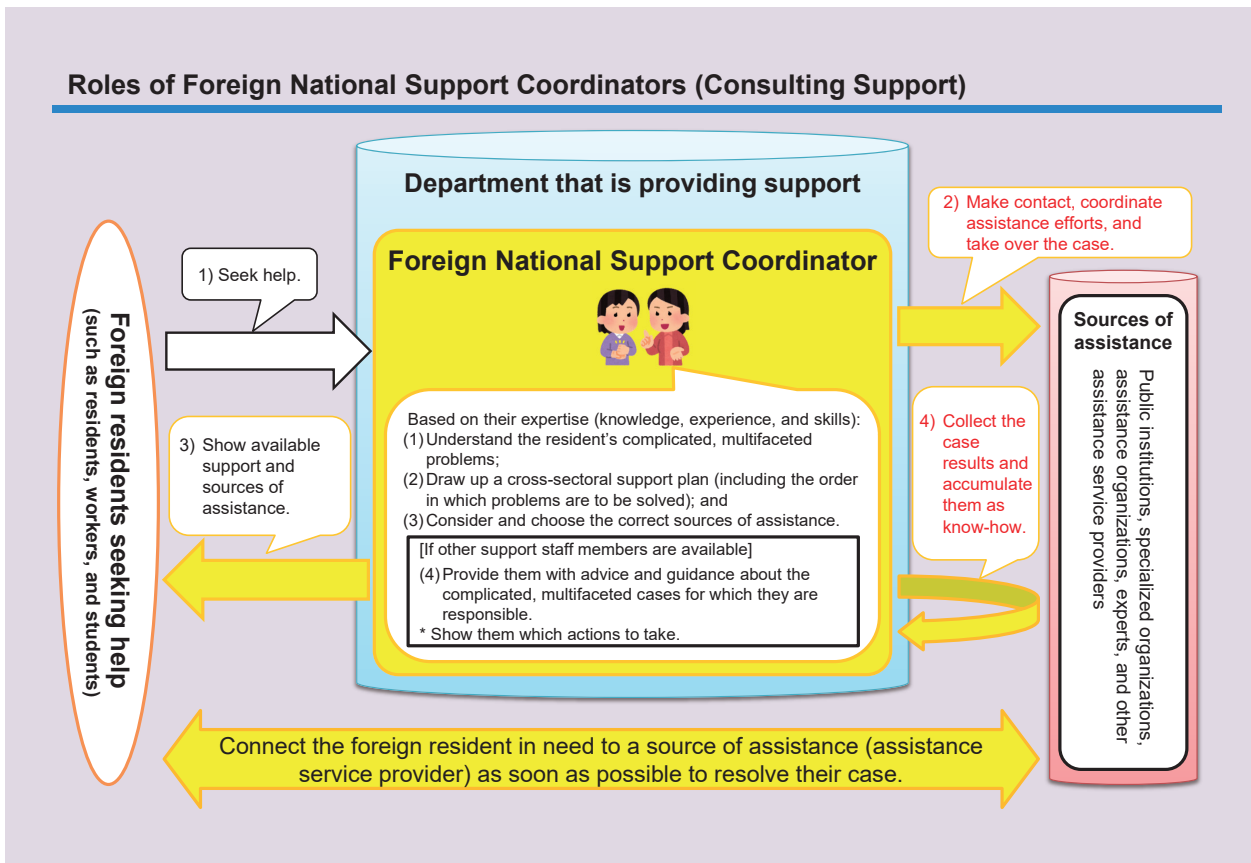 Roles of Foreign National Support Coordinators (Consulting Support)
Department that is providing support
Foreign National Support Coordinator
Foreign residents seeking help
(such as residents, workers, and students)
1) Seek help.
2) Make contact, coordinate
assistance efforts, and
take over the case.
3) Show available
support and
sources of
assistance.
Based on their expertise (knowledge, experience, and skills):
(1) Understand the resident's complicated, multifaceted
problems;
(2) Draw up a cross-sectoral support plan (including the order
in which problems are to be solved); and
(3) Consider and choose the correct sources of assistance.
[If other support staff members are available]
(4) Provide them with advice and guidance about the
complicated, multifaceted cases for which they are
responsible.
* Show them which actions to take.
4) Collect the
case
results and
accumulate
them as
know-how.
Sources of
assistance
Public institutions, specialized organizations,
assistance organizations, experts, and other
assistance service providers
Connect the foreign resident in need to a source of assistance (assistance
service provider) as soon as possible to resolve their case.